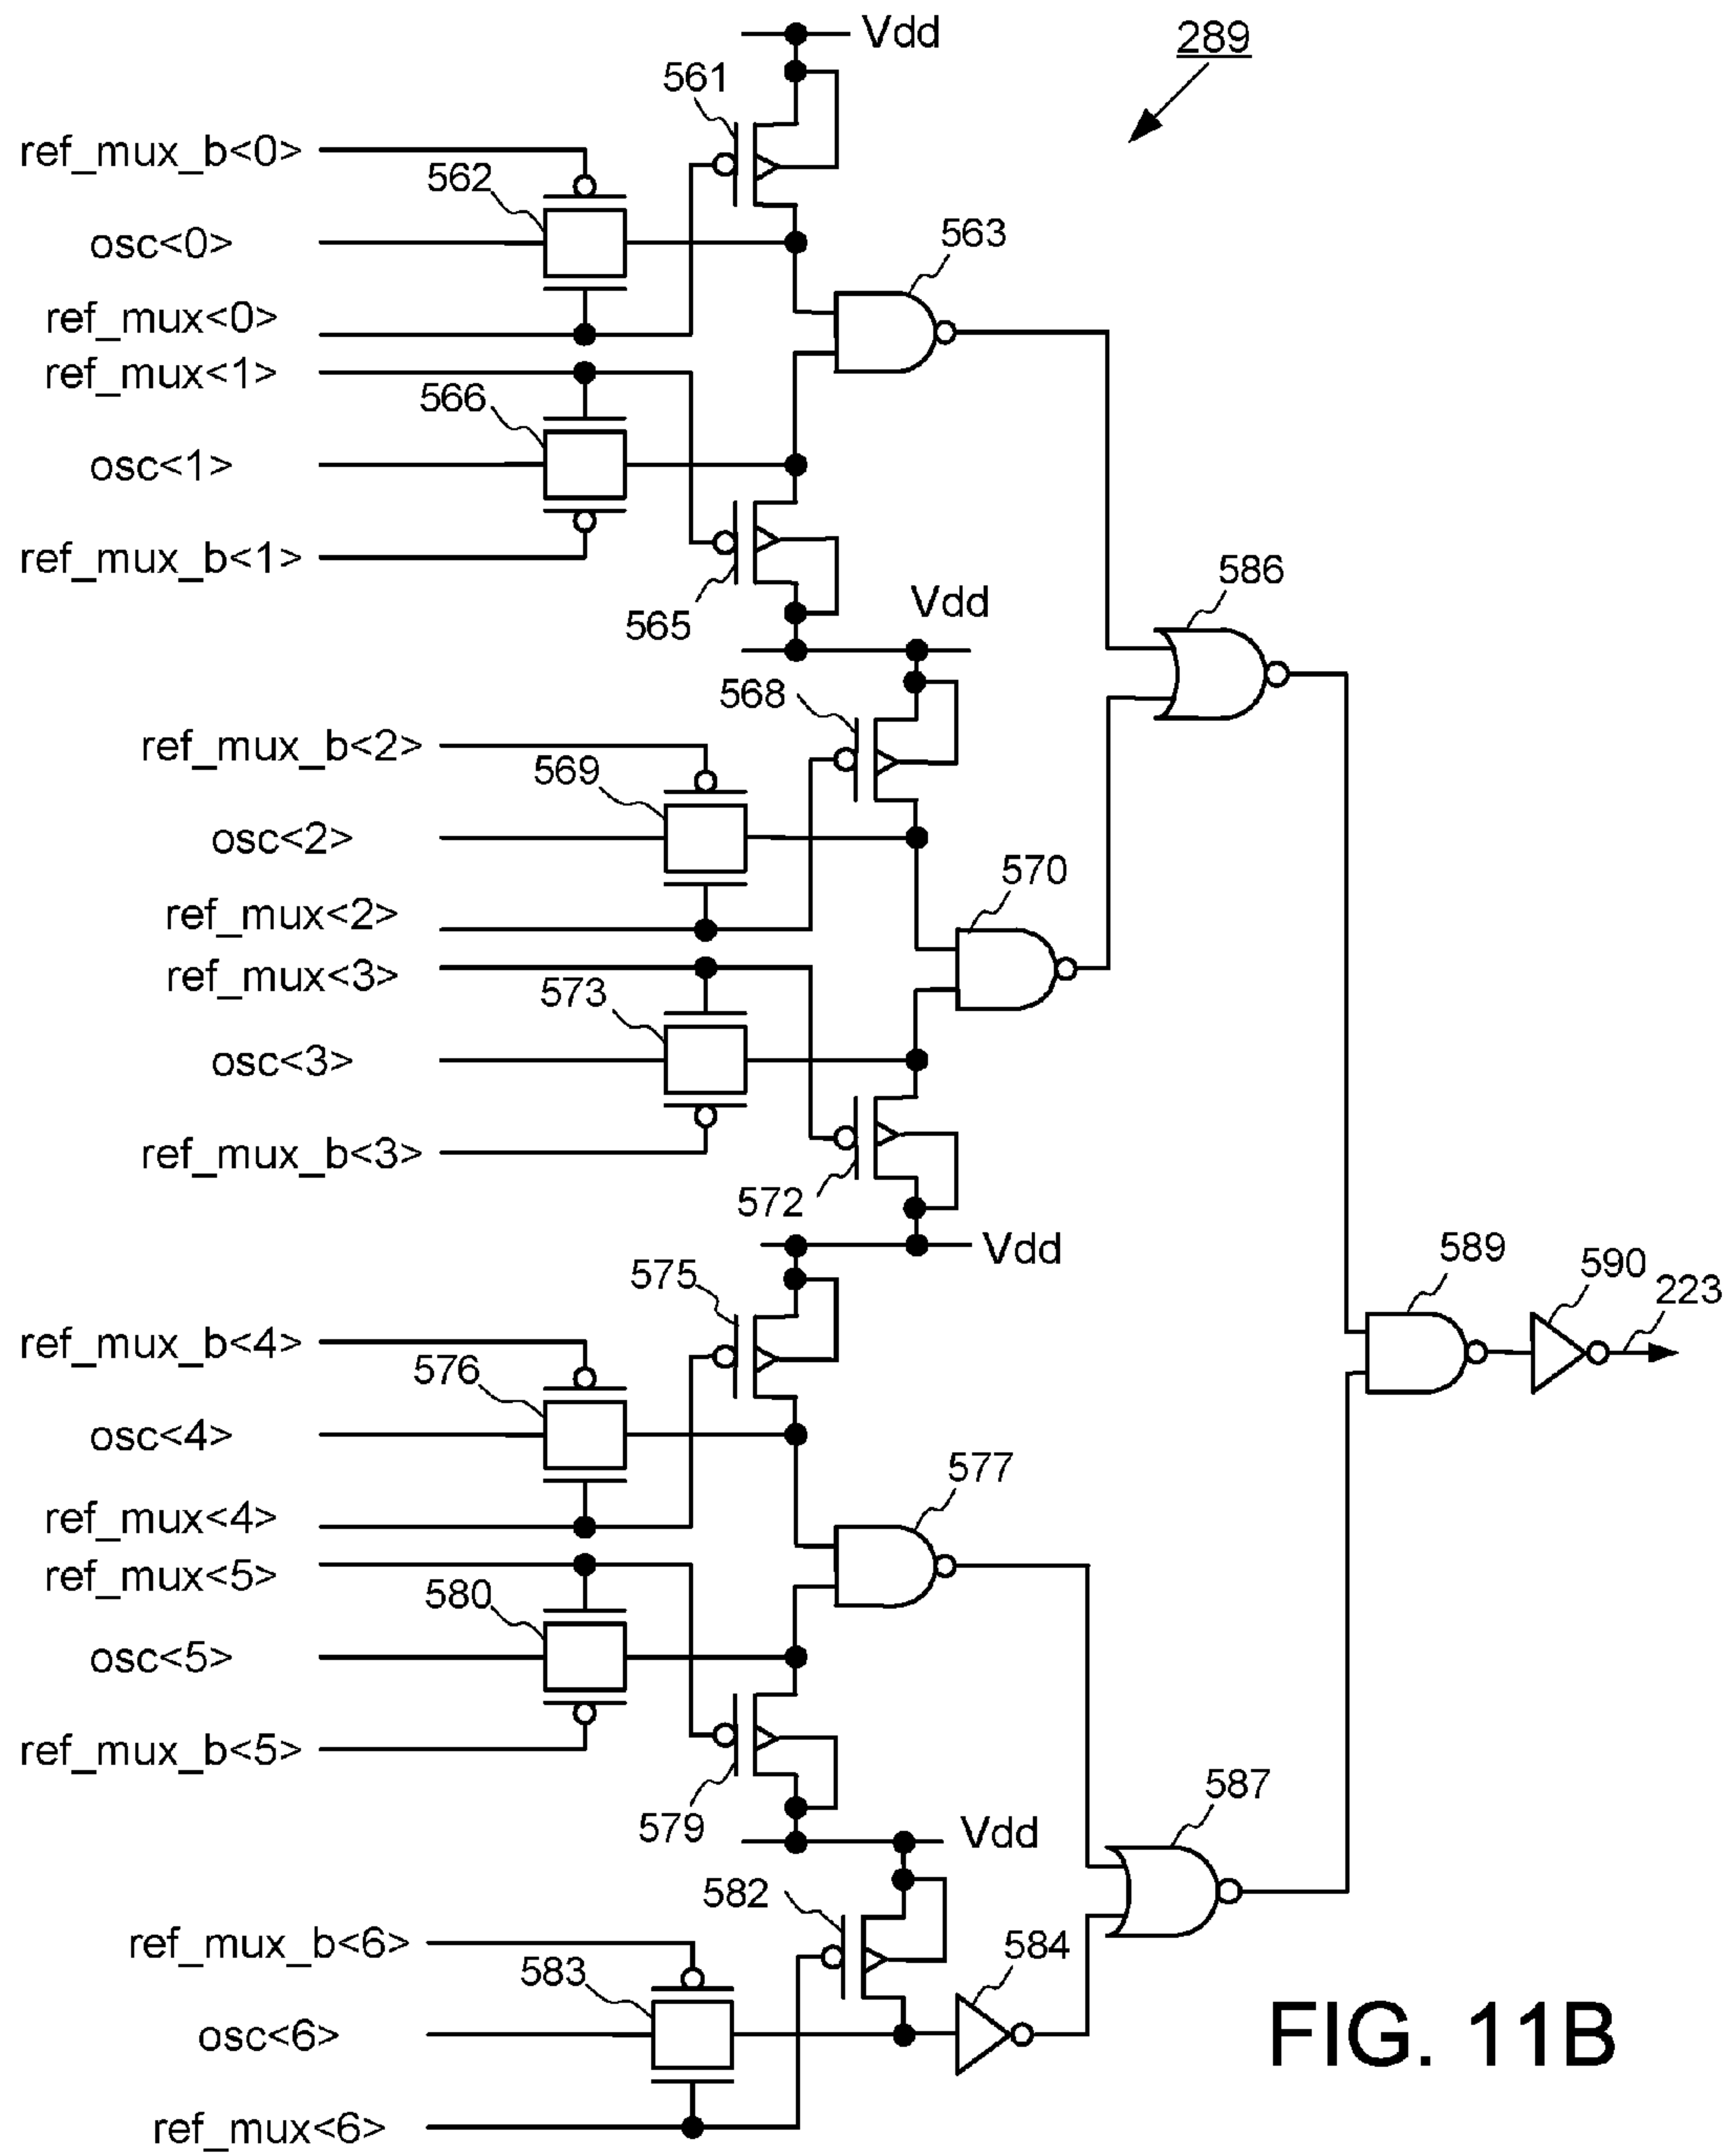 Vdd
289
561
ref_mux_b<0>
562
osc<0>
563
ref_mux<0>
ref_mux<1>
566
osc<1>
ref_mux_b<1>
565
Vdd
586
568
ref_mux_b<2>
569
osc<2>
570
ref_mux<2>
ref_mux<3>
573
osc<3>
ref_mux_b<3>
572
Vdd
575
589
590
223
ref_mux_b<4>
576
osc<4>
577
ref_mux<4>
ref_mux<5>
580
osc<5>
ref_mux_b<5>
579
Vdd
587
582
ref_mux_b<6>
583
584
osc<6>
ref_mux<6>
FIG. 11B